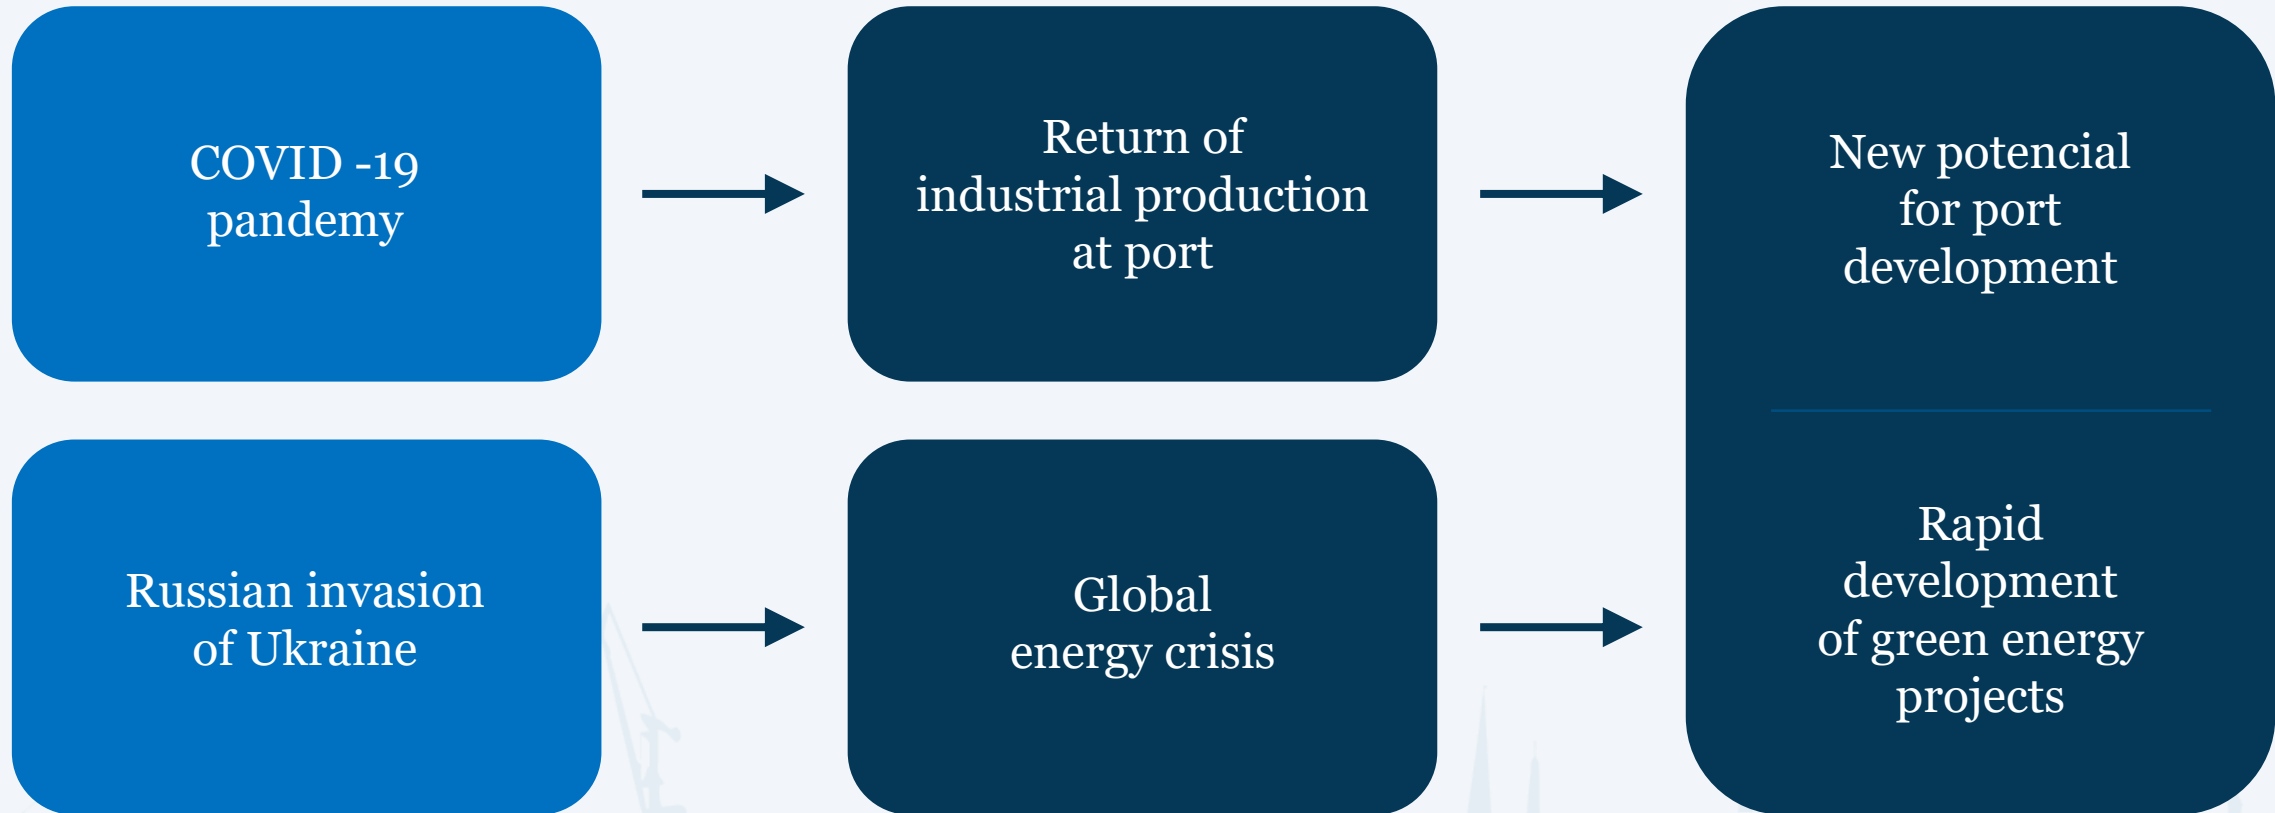 COVID -19
pandemy
Return of
industrial production
at port
New potencial
for port
development
Russian invasion
of Ukraine
Global
energy crisis
Rapid
development
of green energy
projects